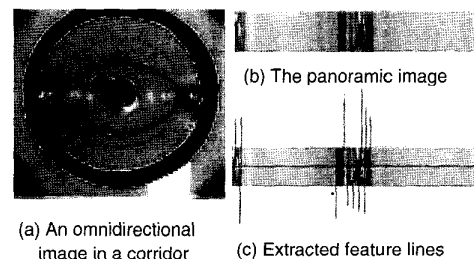 (b) The panoramic image
(a) An omnidirectional
image in a corridor
(c) Extracted feature lines